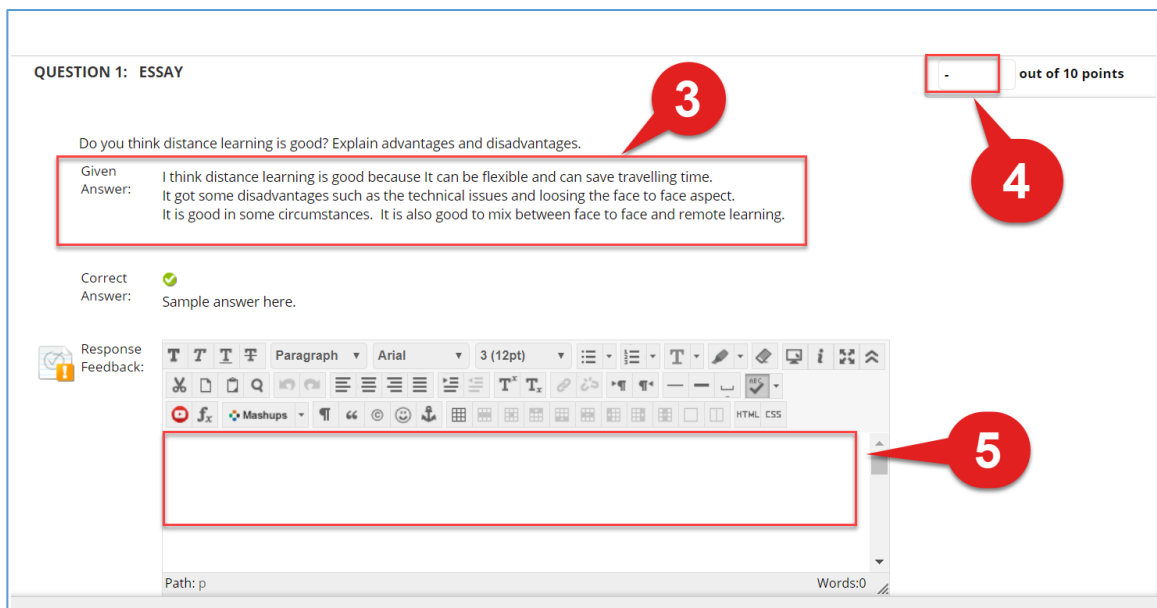 QUESTION 1: ESSAY
- out of 10 points
3
4
Do you think distance learning is good? Explain advantages and disadvantages.
Given Answer:
I think distance learning is good because It can be flexible and can save travelling time.
It got some disadvantages such as the technical issues and loosing the face to face aspect.
It is good in some circumstances. It is also good to mix between face to face and remote learning.
Correct Answer:
Sample answer here.
Response Feedback:
T T T T Paragraph Arial 3 (12pt) T i
Tx Tx ABC
fx Mashups ¶ “ © HTML CSS
5
Path: p Words:0